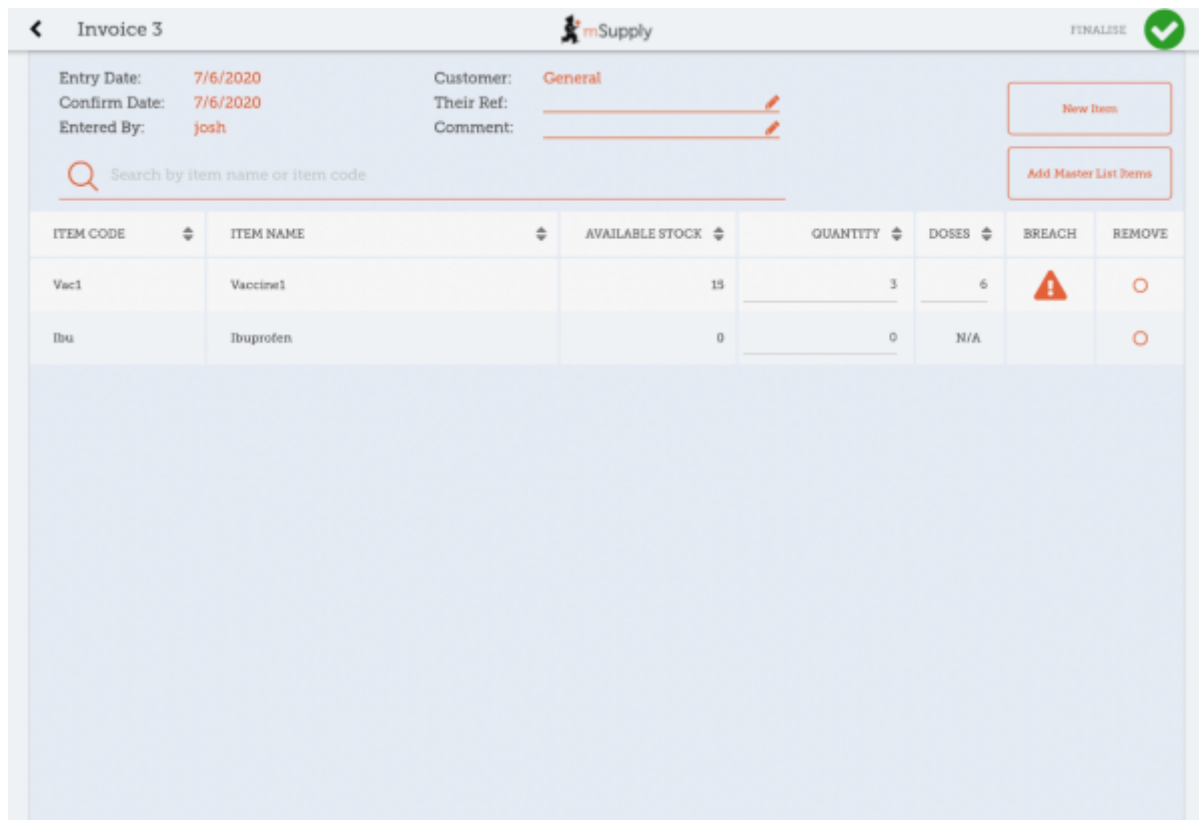 Invoice 3
mSupply
FINALISE
Entry Date: 7/6/2020
Customer: General
Confirm Date: 7/6/2020
Their Ref:
Entered By: josh
Comment:
New Item
Search by item name or item code
Add Master List Items
ITEM CODE ITEM NAME AVAILABLE STOCK QUANTITY DOSES BREACH REMOVE
Vac1 Vaccine1 15 3 6
Ibu Ibuprofen 0 0 N/A